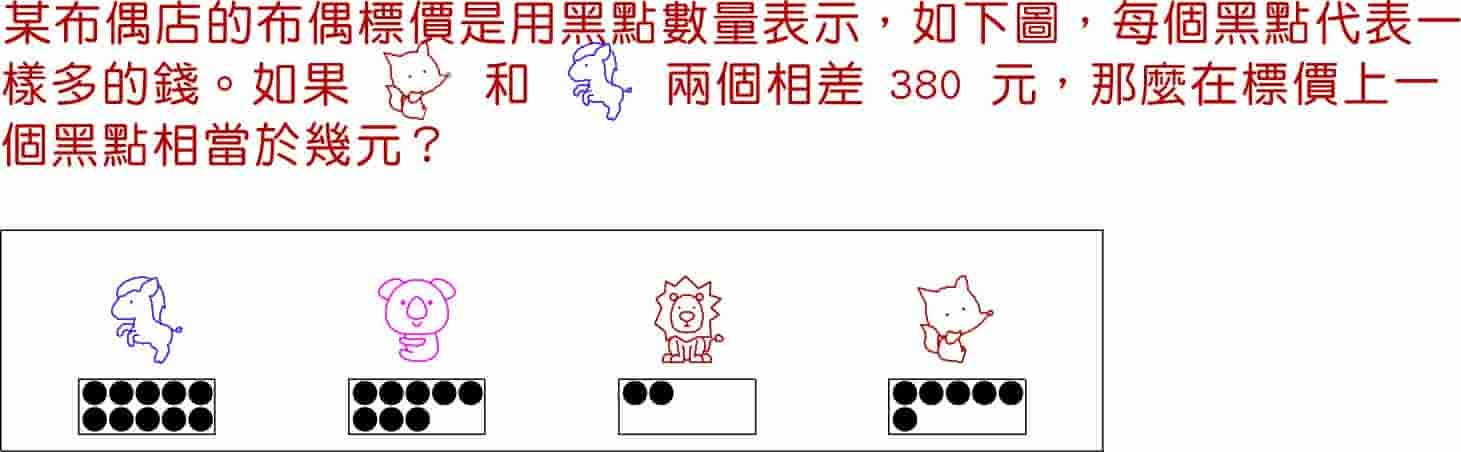 某布偶店的布偶標價是用黑點數量表示，如下圖，每個黑點代表一
樣多的錢。如果 和 兩個相差 380 元，那麼在標價上一
個黑點相當於幾元？